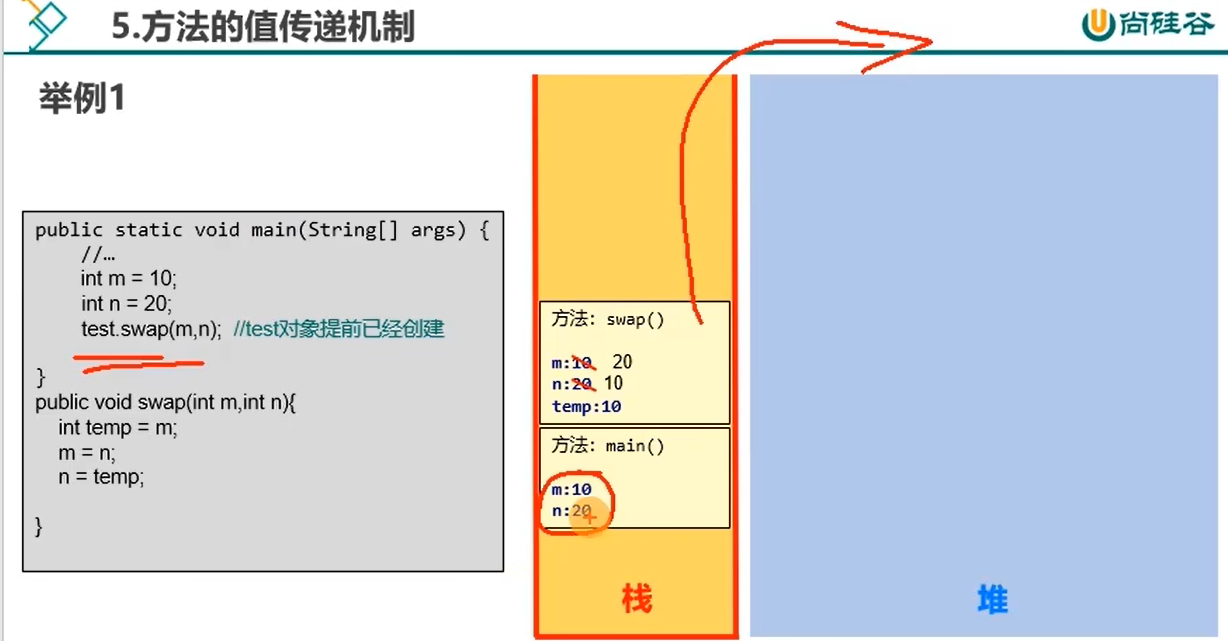 5.方法的值传递机制
尚硅谷
举例1
public static void main(String[] args) {
//…
int m = 10;
int n = 20;
test.swap(m,n); //test对象提前已经创建
}
public void swap(int m,int n){
int temp = m;
m = n;
n = temp;
}
方法: swap()
m:10 20
n:20 10
temp:10
方法: main()
m:10
n:20
栈
堆